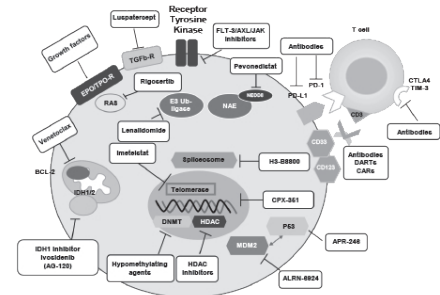 Receptor
Tyrosine
Kinase
Luspatersept
FLT-3/AXL/JAK
inhibitors
T cell
Growth factors
TGFb-R
Antibodies
Pevonedistat
EPO/TPO-R
Rigosertib
RAS
E3 Ub-
ligase
NAE
NEDD8
PD-1
PD-L1
CTLA4
TIM-3
CD3
Antibodies
Lenalidomide
Venetoclax
Imetelstat
CD33
CD123
Antibodies
DARTs
CARs
BCL-2
Spliceosome
H3-B8800
IDH1/2
Telomerase
CPX-351
DNMT
HDAC
P53
MDM2
APR-246
IDH1 inhibitor
Ivosidenib
(AG-120)
Hypomethylating
agents
HDAC
inhibitors
ALRN-6924